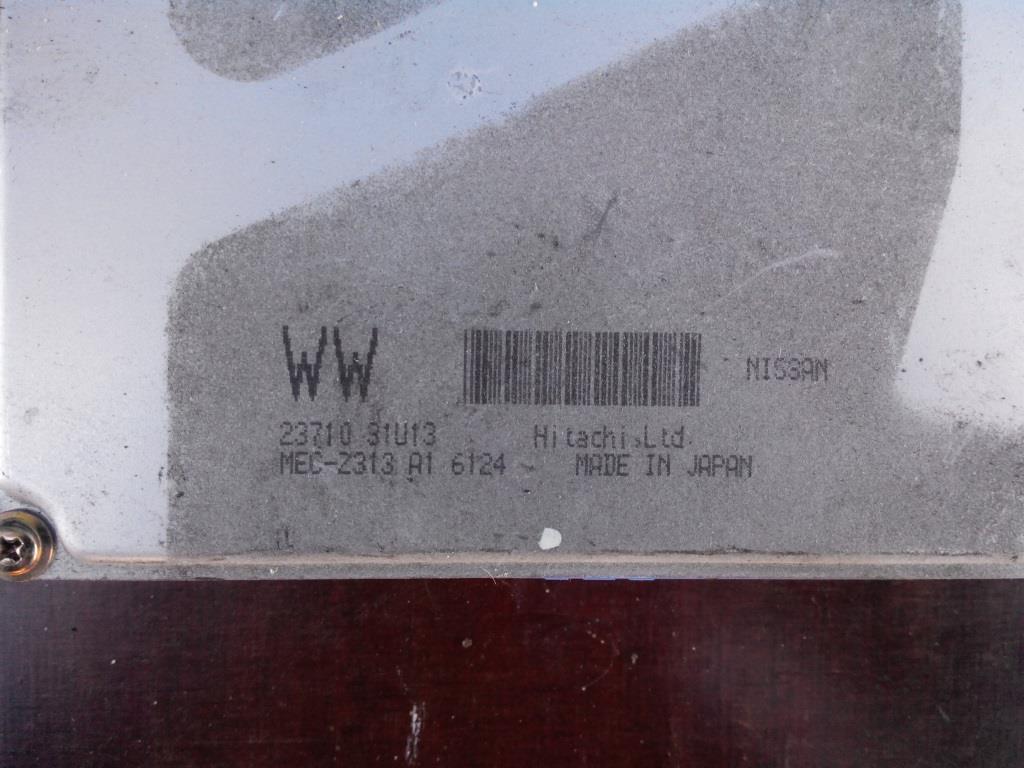 WW
NISSAN
23710 31U13 Hitachi,Ltd.
MEC-Z313 A1 6124 MADE IN JAPAN